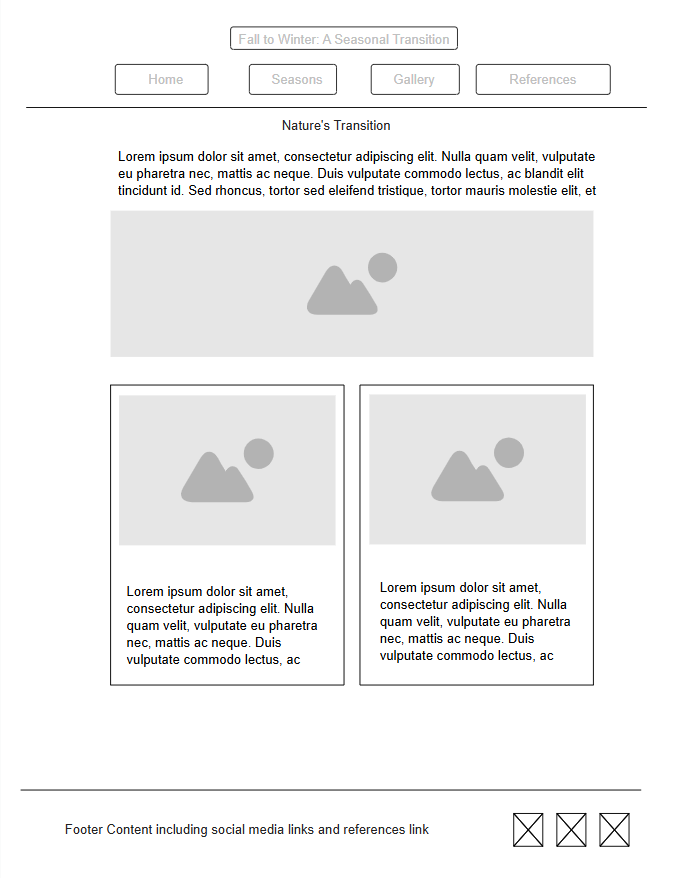 Fall to Winter: A Seasonal Transition
Home Seasons Gallery References
Nature's Transition
Lorem ipsum dolor sit amet, consectetur adipiscing elit. Nulla quam velit, vulputate
eu pharetra nec, mattis ac neque. Duis vulputate commodo lectus, ac blandit elit
tincidunt id. Sed rhoncus, tortor sed eleifend tristique, tortor mauris molestie elit, et
Lorem ipsum dolor sit amet,
consectetur adipiscing elit. Nulla
quam velit, vulputate eu pharetra
nec, mattis ac neque. Duis
vulputate commodo lectus, ac
Lorem ipsum dolor sit amet,
consectetur adipiscing elit. Nulla
quam velit, vulputate eu pharetra
nec, mattis ac neque. Duis
vulputate commodo lectus, ac
Footer Content including social media links and references link